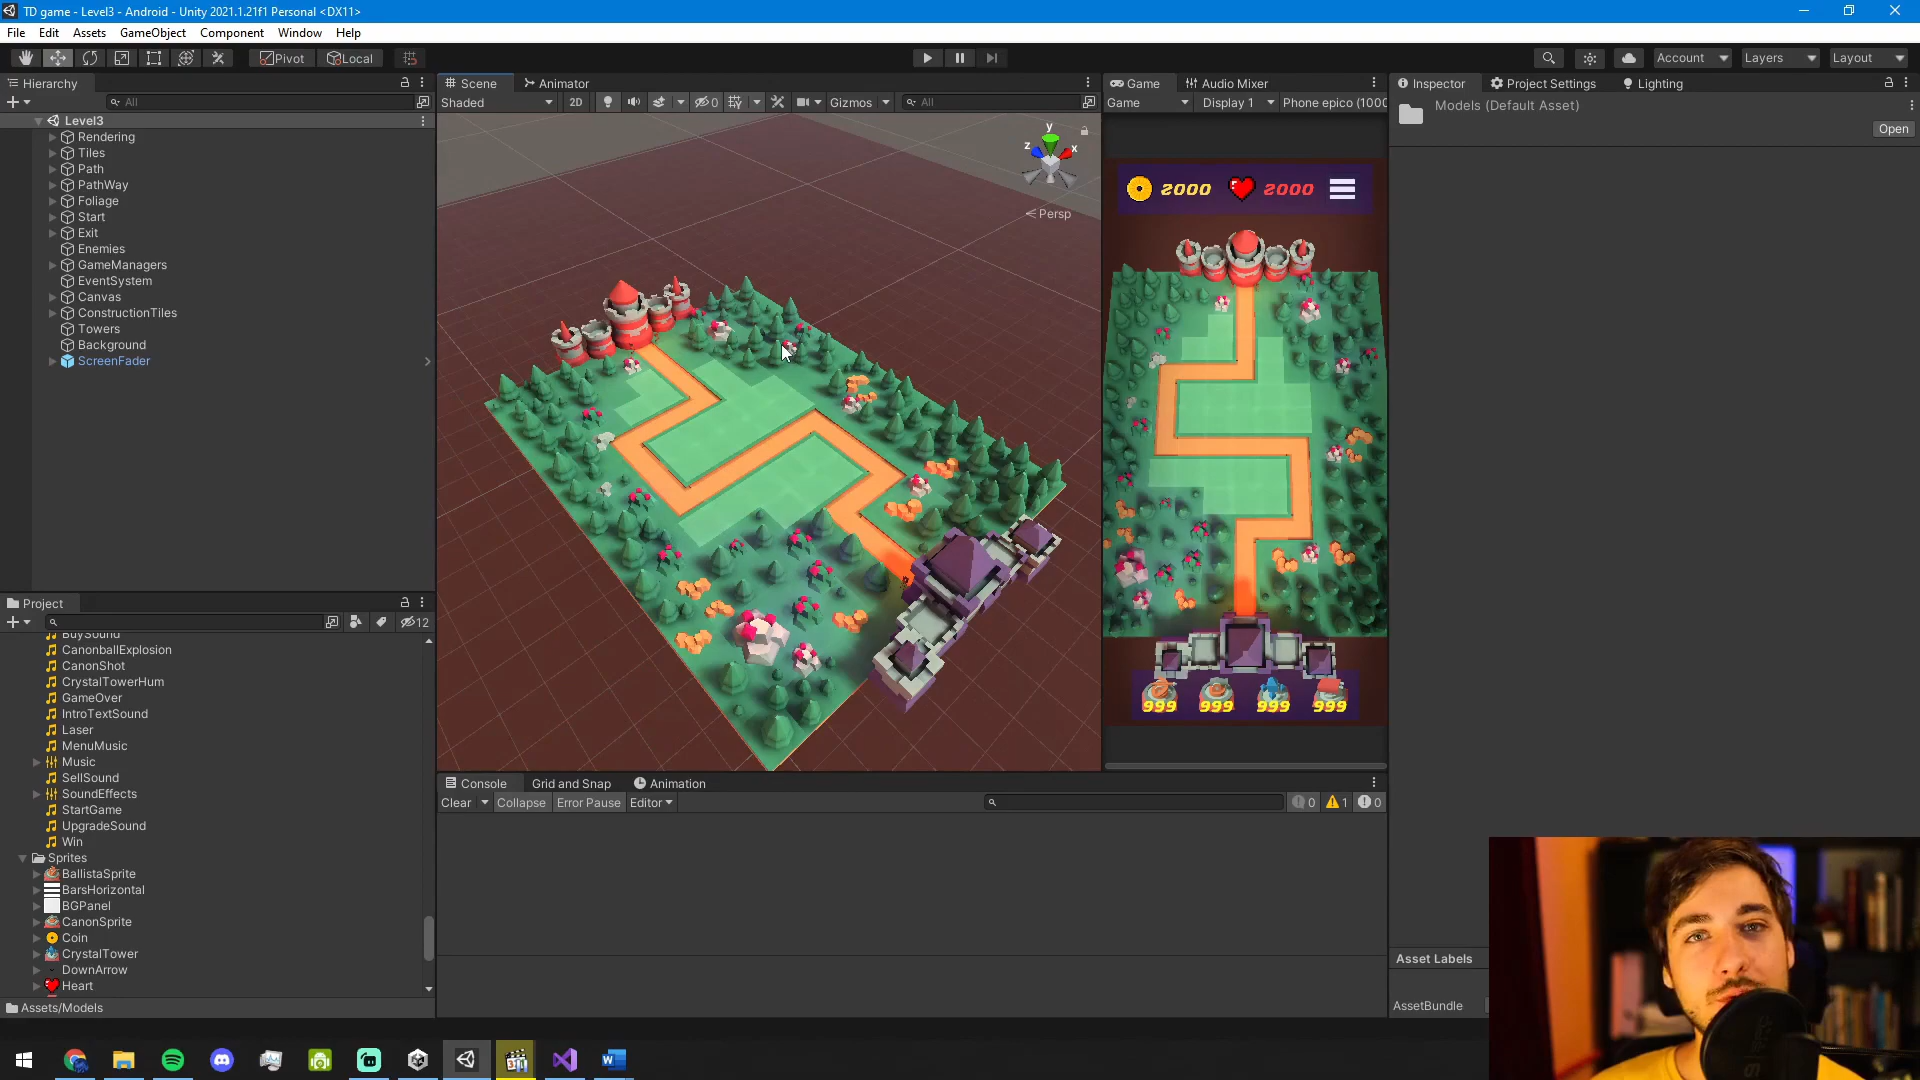 TD game - Level3 - Android - Unity 2021.1.21f1 Personal <DX11>
File Edit Assets GameObject Component Window Help
Pivot Local Account Layers Layout
Hierarchy
All
Level3
Rendering
Tiles
Path
PathWay
Foliage
Start
Exit
Enemies
GameManagers
EventSystem
Canvas
ConstructionTiles
Towers
Background
ScreenFader
Project
12
BuySound
CanonballExplosion
CanonShot
CrystalTowerHum
GameOver
IntroTextSound
Laser
MenuMusic
Music
SellSound
SoundEffects
StartGame
UpgradeSound
Win
Sprites
BallistaSprite
BarsHorizontal
BGPanel
CanonSprite
Coin
CrystalTower
DownArrow
Heart
Assets/Models
Scene Animator
Shaded 2D 0 Gizmos All
y
z x
Persp
Game Audio Mixer
Game Display 1 Phone epico (1000
2000 2000
999 999 999 999
Console Grid and Snap Animation
Clear Collapse Error Pause Editor 0 1 0
Inspector Project Settings Lighting
Models (Default Asset)
Open
Asset Labels
AssetBundle